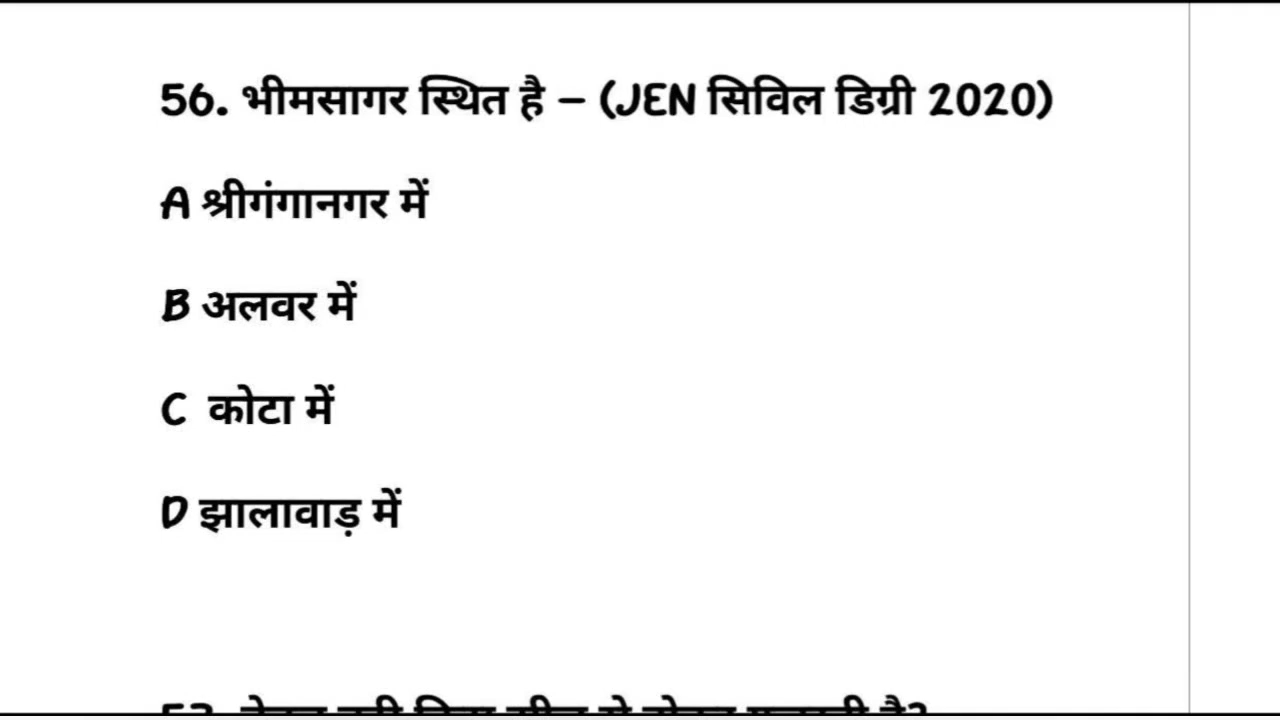 56. भीमसागर स्थित है – (JEN सिविल डिग्री 2020)
A श्रीगंगानगर में
B अलवर में
C कोटा में
D झालावाड़ में